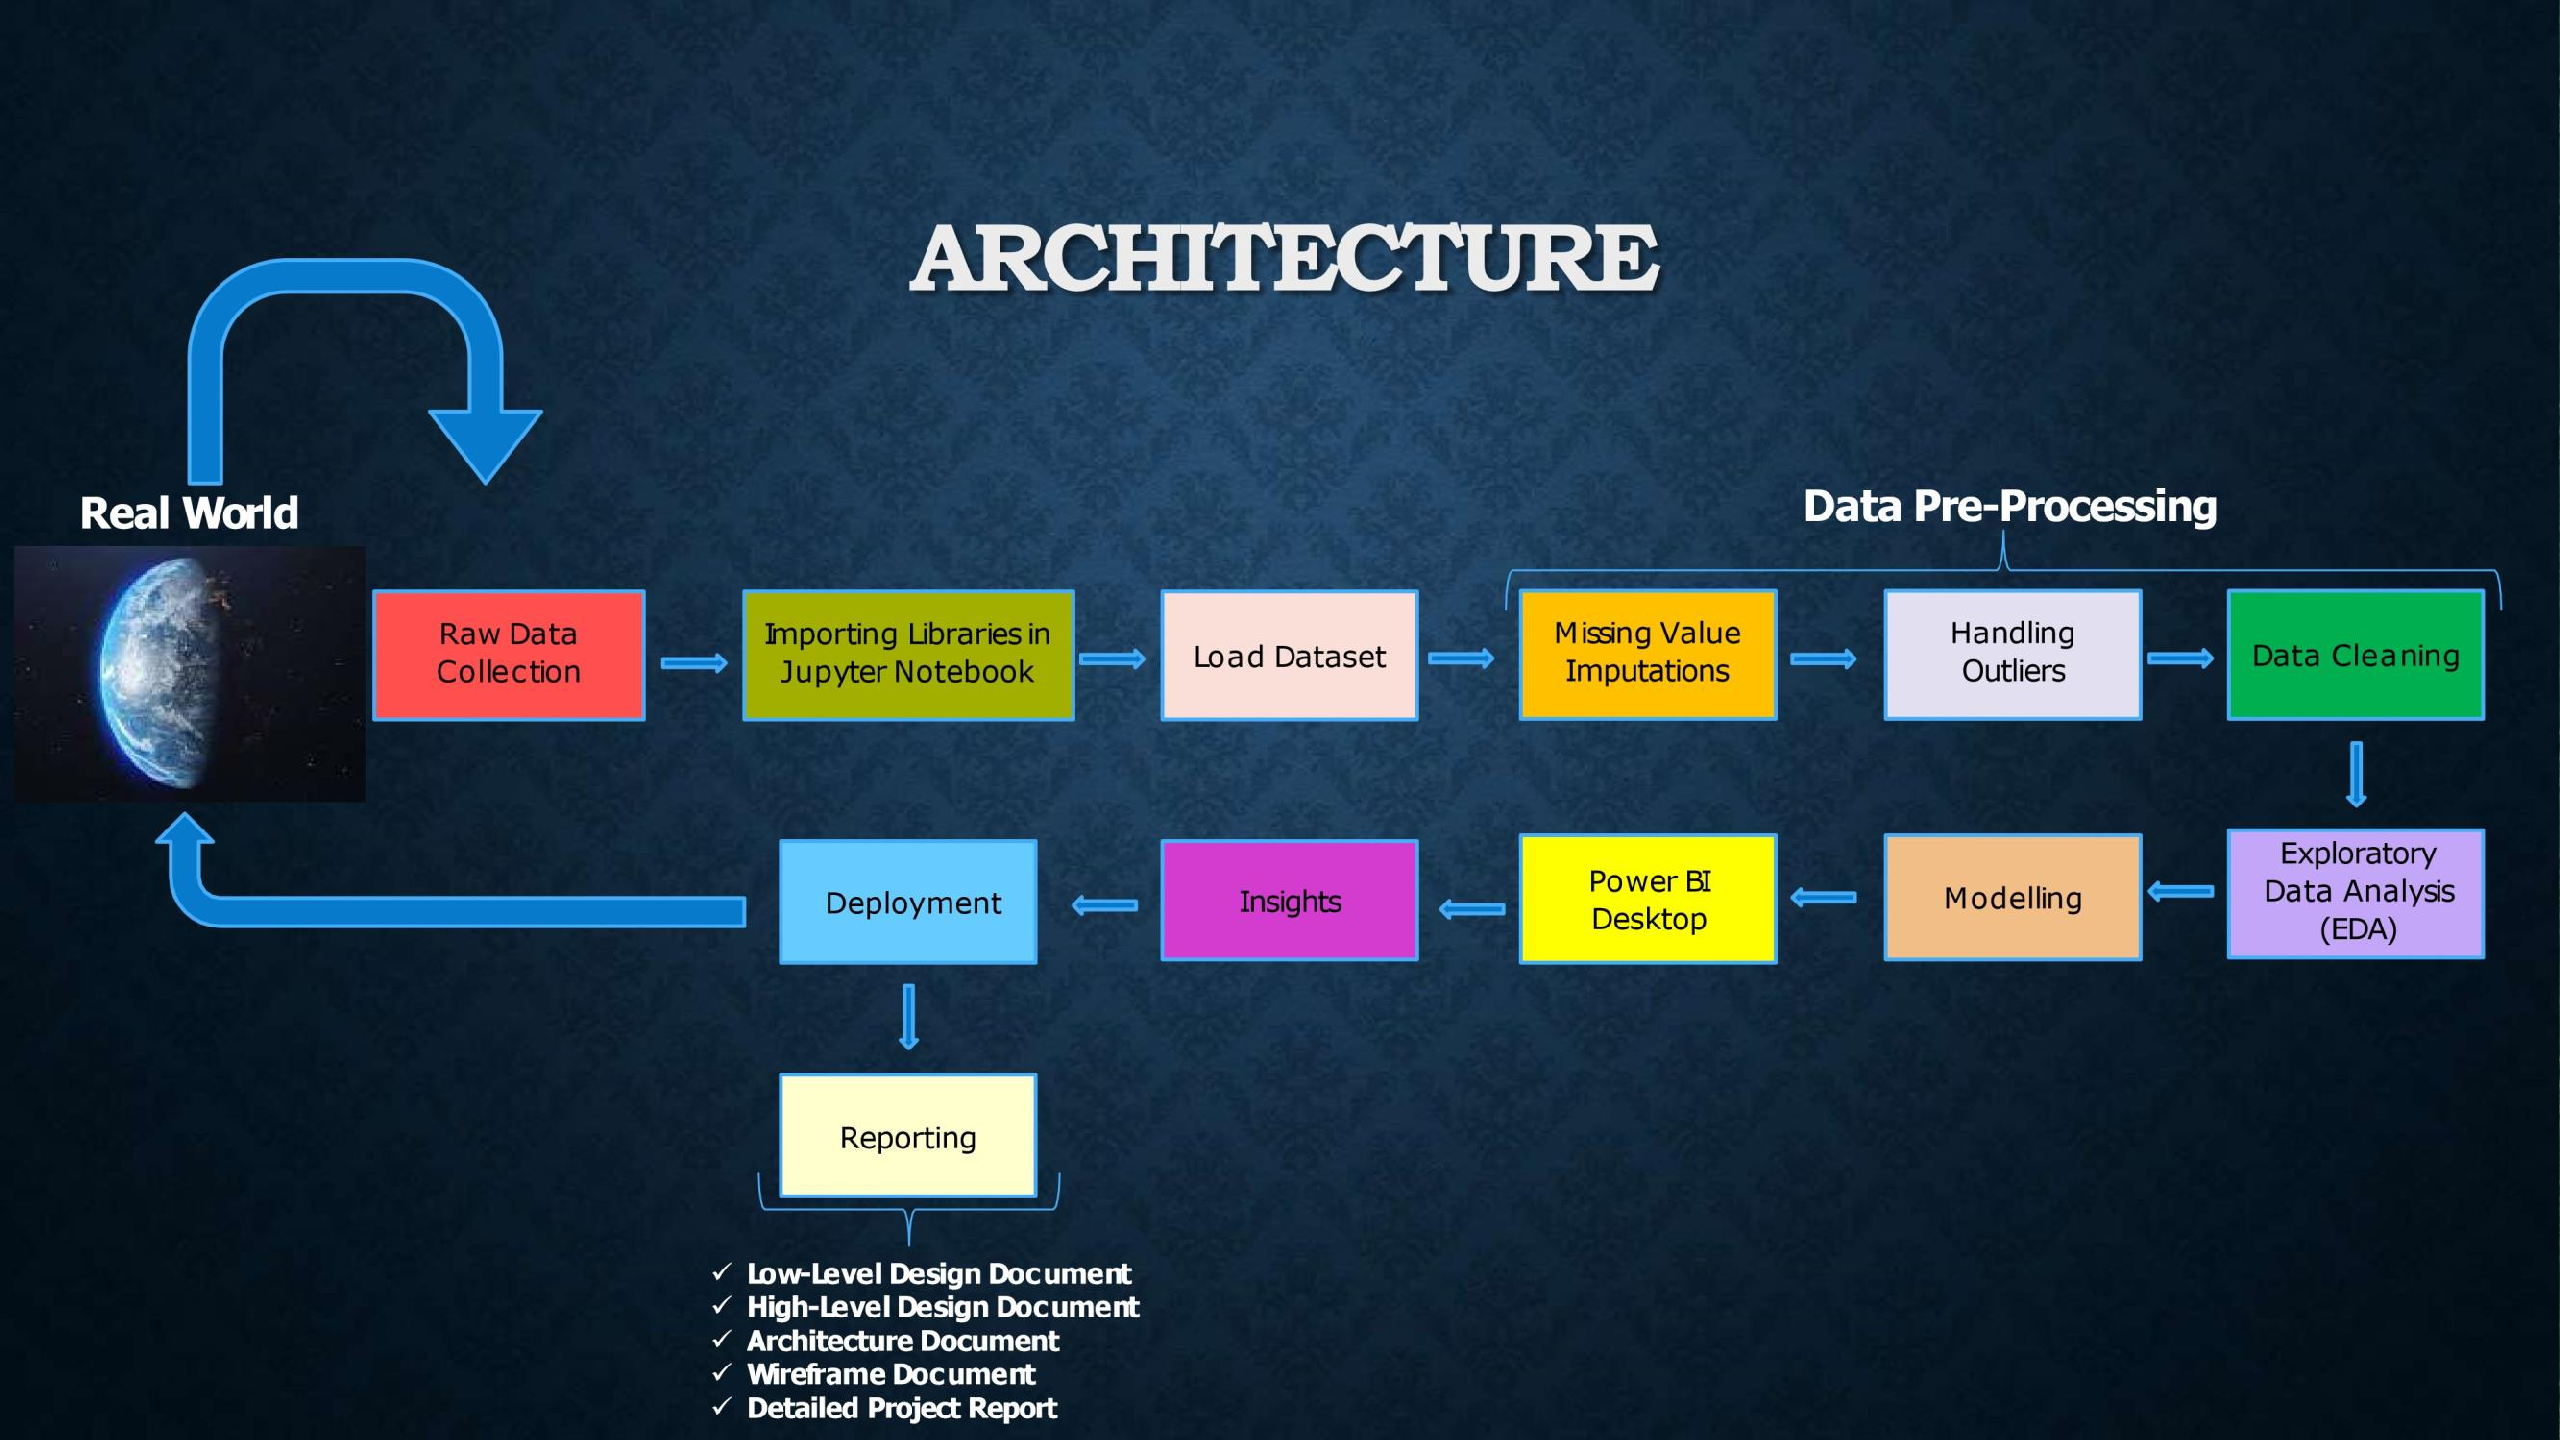 ARCHITECTURE
Real World
Data Pre-Processing
Raw Data
Collection
Importing Libraries in
Jupyter Notebook
Load Dataset
Missing Value
Imputations
Handling
Outliers
Data Cleaning
Deployment
Insights
Power BI
Desktop
Modelling
Exploratory
Data Analysis
(EDA)
Reporting
✓ Low-Level Design Document
✓ High-Level Design Document
✓ Architecture Document
✓ Wireframe Document
✓ Detailed Project Report